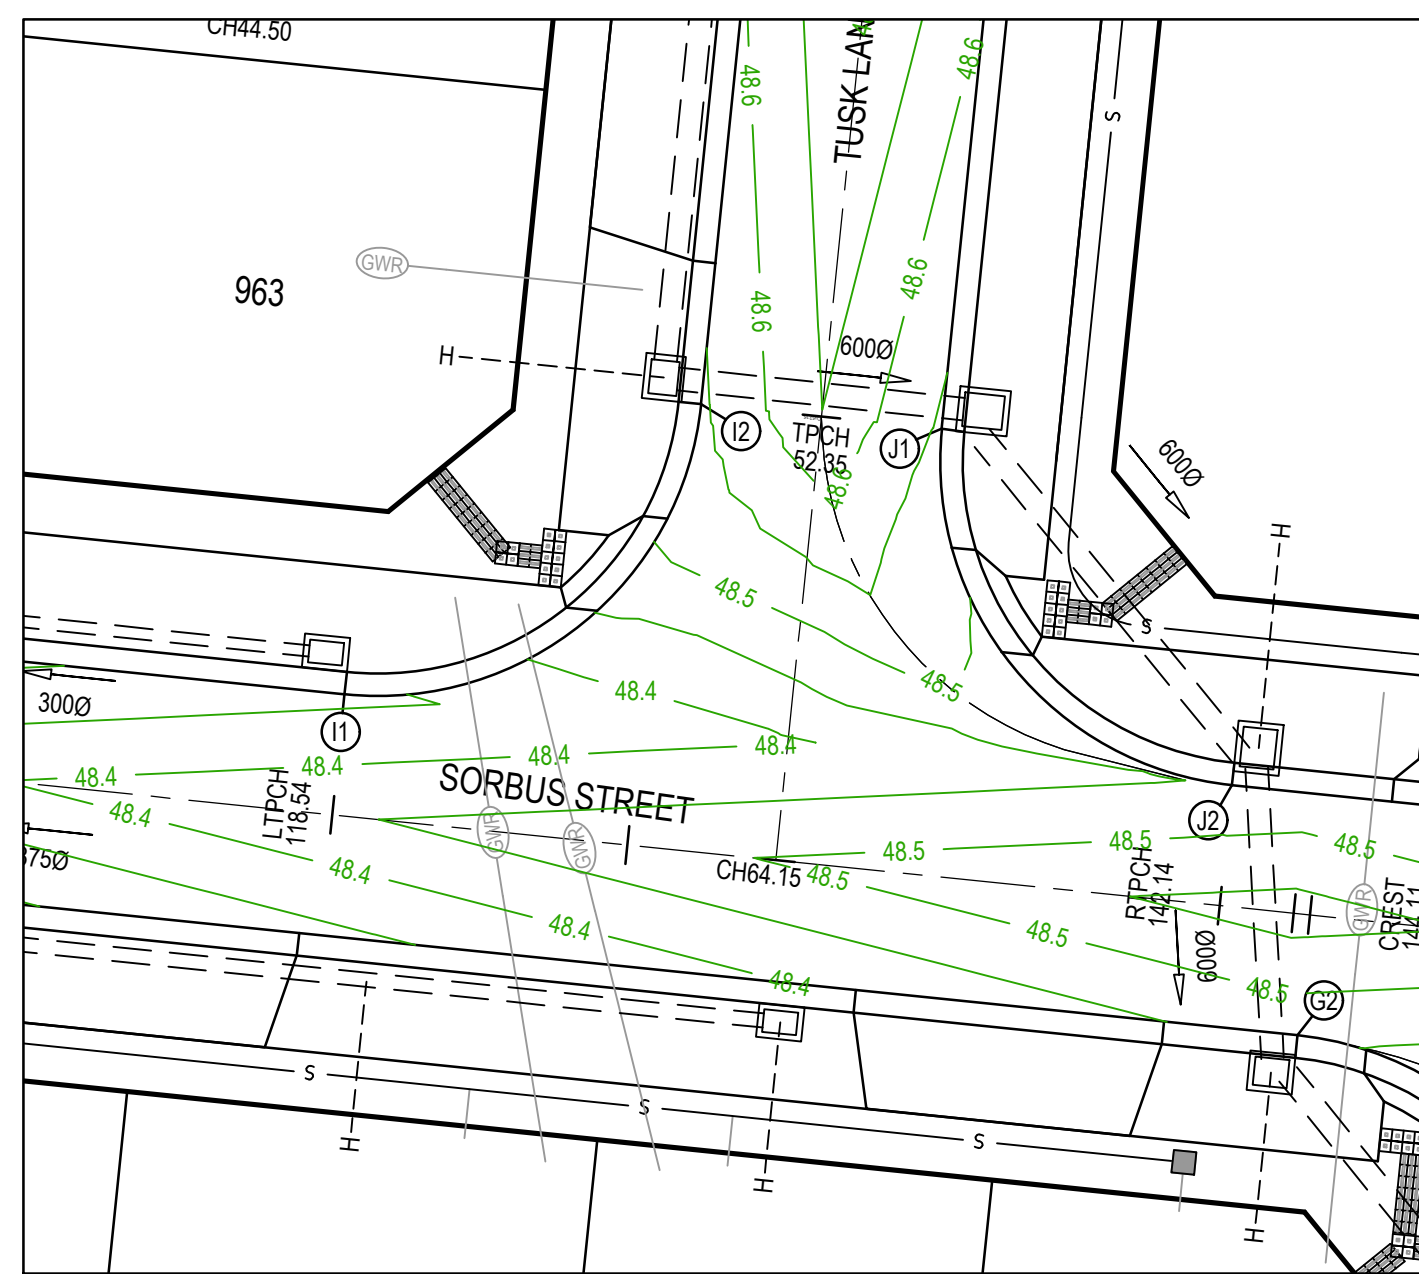 CH44.50
TUSK LAN
48.6
48.6
S
GWR
963
48.6
48.6
600Ø
H
I2
TPCH
52.35
J1
48.6
600Ø
H
48.5
48.5
S
48.4
300Ø
I1
48.4
48.4
48.4
48.4
SORBUS STREET
LTPCH
118.54
48.4
GWR
GWR
J2
375Ø
48.4
CH64.15
48.5
48.5
48.5
48.5
RTPCH
142.14
GWR
CREST
48.4
48.5
600Ø
48.4
48.5
G2
S
S
S
H
H
H